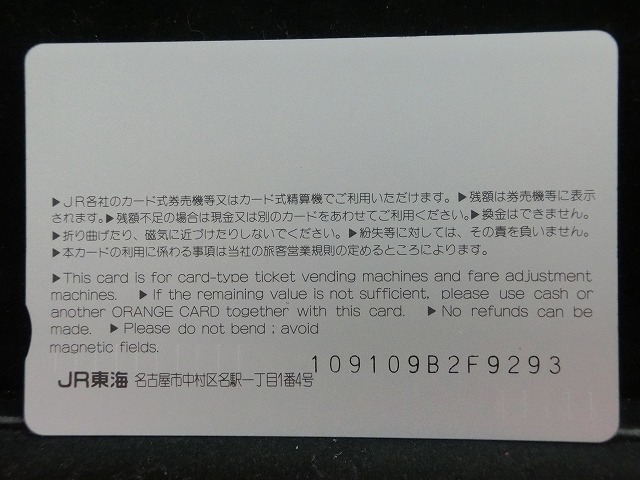 ▶JR各社のカード式券売機等又はカード式精算機でご利用いただけます。▶残額は券売機等に表示
されます。▶残額不足の場合は現金又は別のカードをあわせてご利用ください。▶換金はできません。
▶折り曲げたり、磁気に近づけたりしないでください。▶紛失等に対しては、その責を負いません。
▶本カードの利用に係わる事項は当社の旅客営業規則の定めるところによります。
▶This card is for card-type ticket vending machines and fare adjustment
machines. ▶If the remaining value is not sufficient, please use cash or
another ORANGE CARD together with this card. ▶No refunds can be
made. ▶Please do not bend ; avoid
magnetic fields.
109109B2F9293
JR東海 名古屋市中村区名駅一丁目1番4号